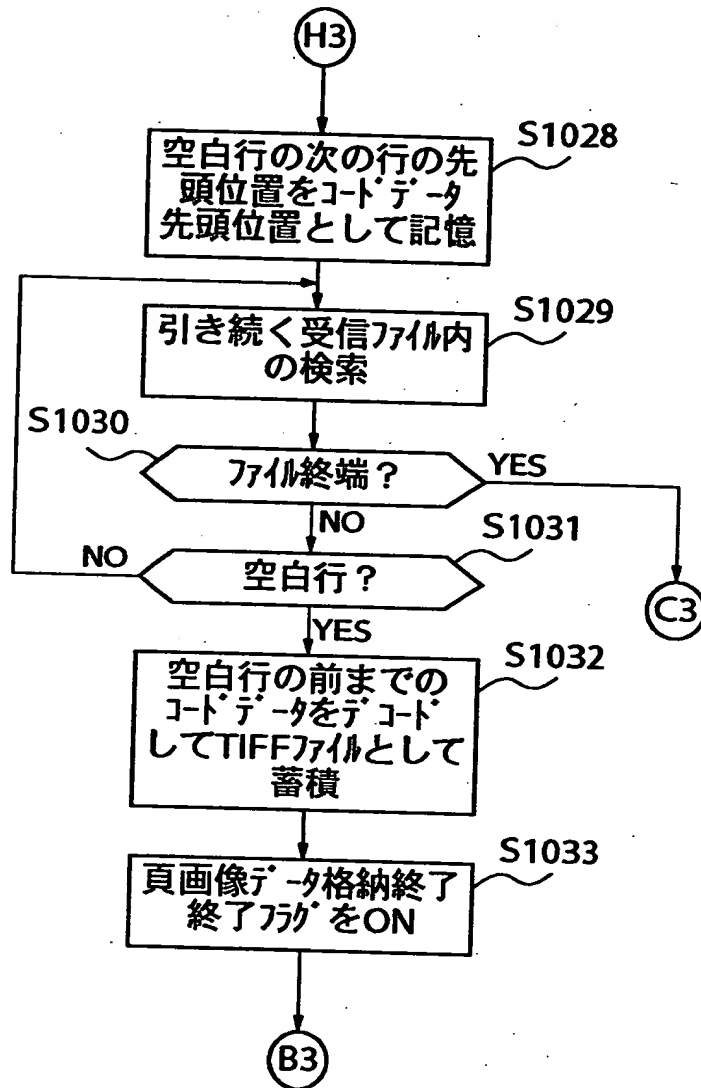 H3
S1028
空白行の次の行の先
頭位置をコードデータ
先頭位置として記憶
S1029
引き続く受信ファイル内
の検索
S1030
ファイル終端?
YES
NO
S1031
NO
空白行?
C3
YES
S1032
空白行の前までの
コードデータをデコード
してTIFFファイルとして
蓄積
S1033
頁画像データ格納終了
終了フラグをON
B3